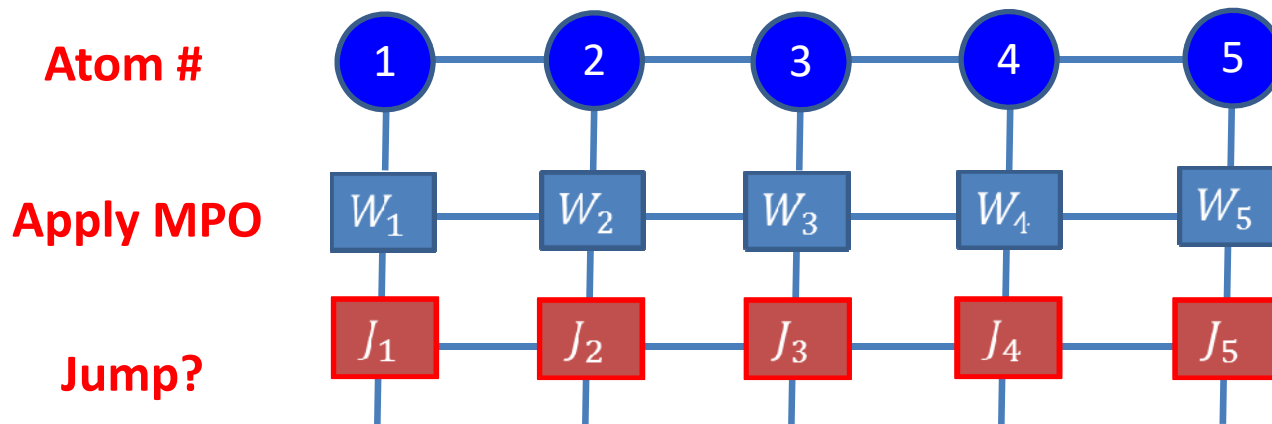 Atom # 1 2 3 4 5
Apply MPO W₁ W₂ W₃ W₄ W₅
Jump? J₁ J₂ J₃ J₄ J₅